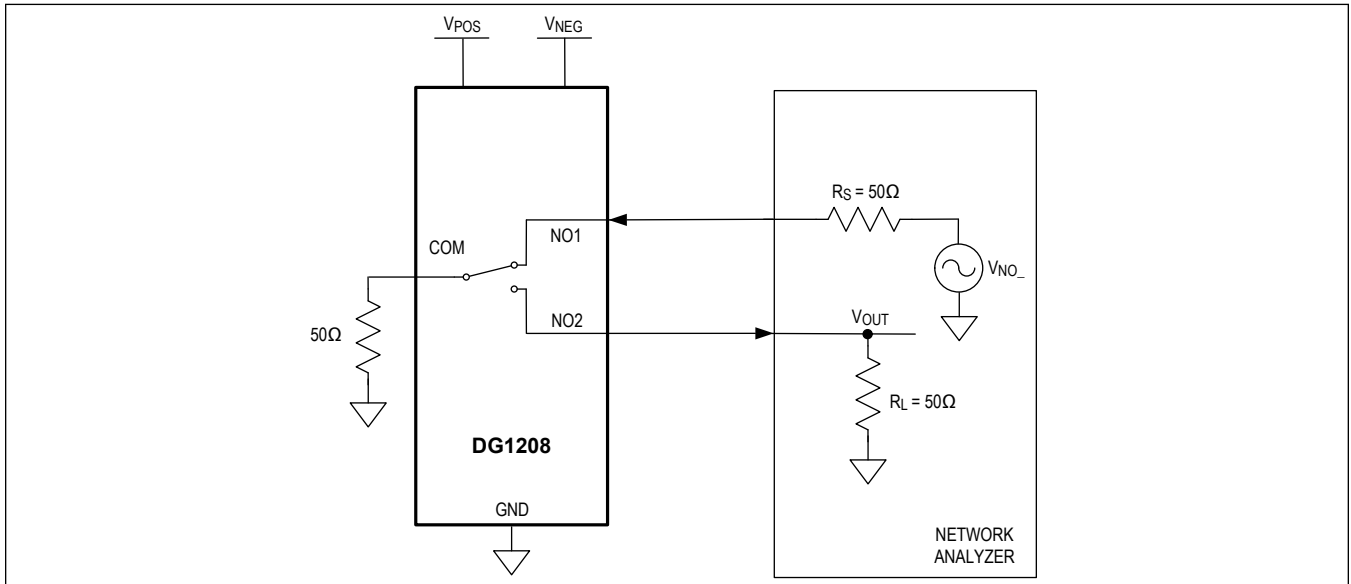 VPOS VNEG
RS = 50Ω
NO1
COM
VNO_
NO2
VOUT
50Ω
RL = 50Ω
DG1208
GND
NETWORK
ANALYZER